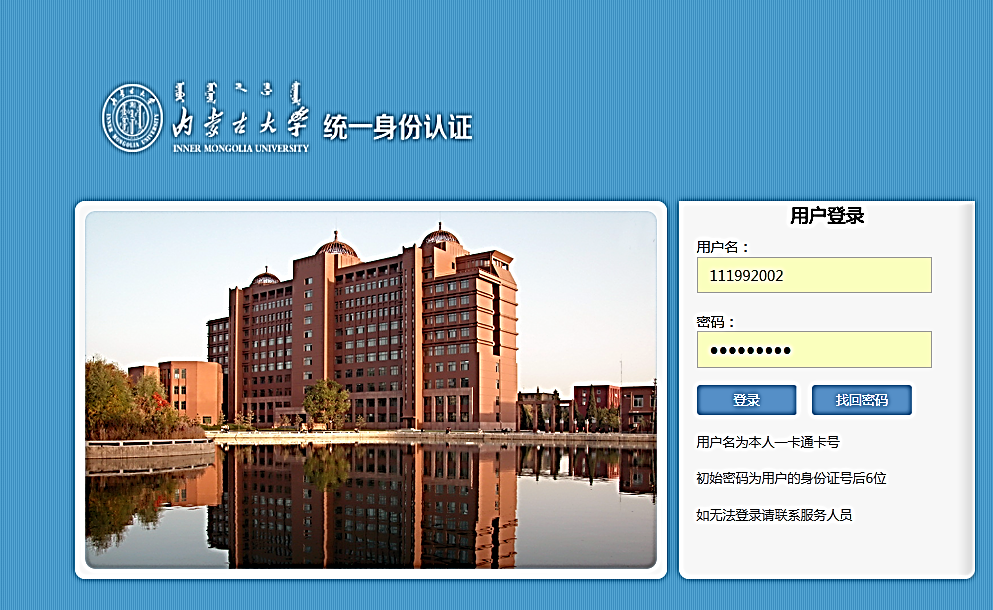 内蒙古大学 统一身份认证
INNER MONGOLIA UNIVERSITY
用户登录
用户名：
111992002
密码：
●●●●●●●●●
登录 找回密码
用户名为本人一卡通卡号
初始密码为用户的身份证号后6位
如无法登录请联系服务人员